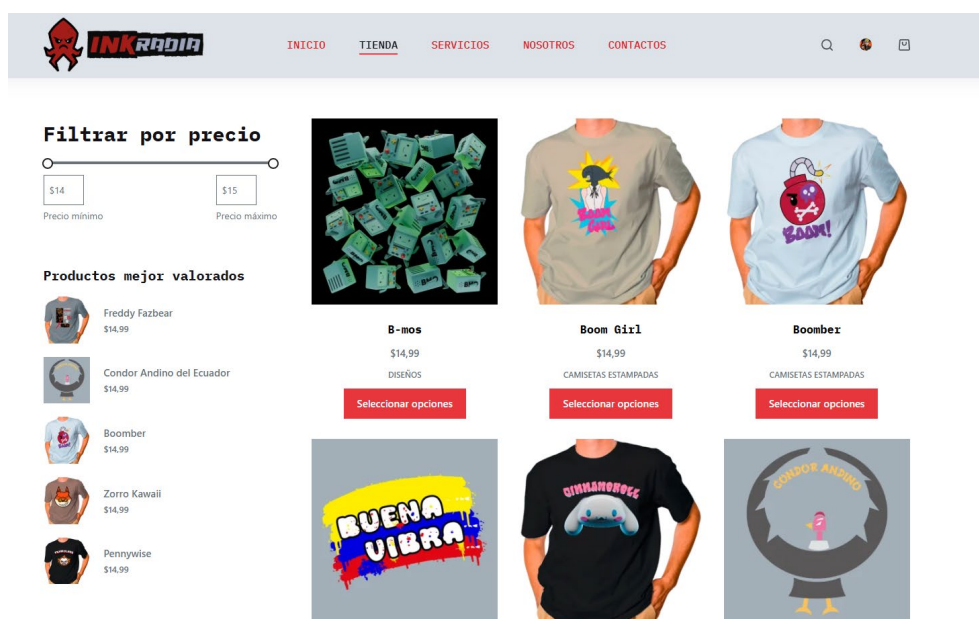 INKRADIA
INICIO TIENDA SERVICIOS NOSOTROS CONTACTOS
Filtrar por precio
$14 $15
Precio mínimo Precio máximo
Productos mejor valorados
Freddy Fazbear
$14,99
Condor Andino del Ecuador
$14,99
Boomber
$14,99
Zorro Kawaii
$14,99
Pennywise
$14,99
BOOM
GIRL
BOOM!
B-mos Boom Girl Boomber
$14,99 $14,99 $14,99
DISEÑOS CAMISETAS ESTAMPADAS CAMISETAS ESTAMPADAS
Seleccionar opciones Seleccionar opciones Seleccionar opciones
BUENA
VIBRA
CONDOR ANDINO